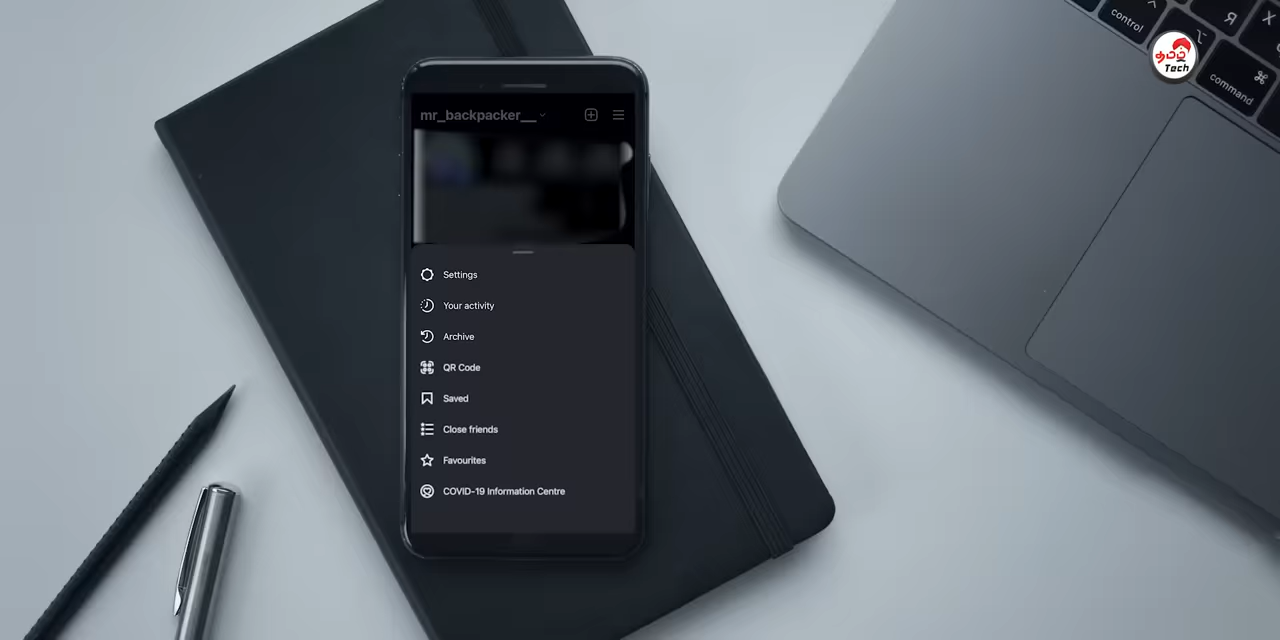 mr_backpacker__
Settings
Your activity
Archive
QR Code
Saved
Close friends
Favourites
COVID-19 Information Centre
control
Я
X
⌥
command
⌘
தமிழ்
Tech